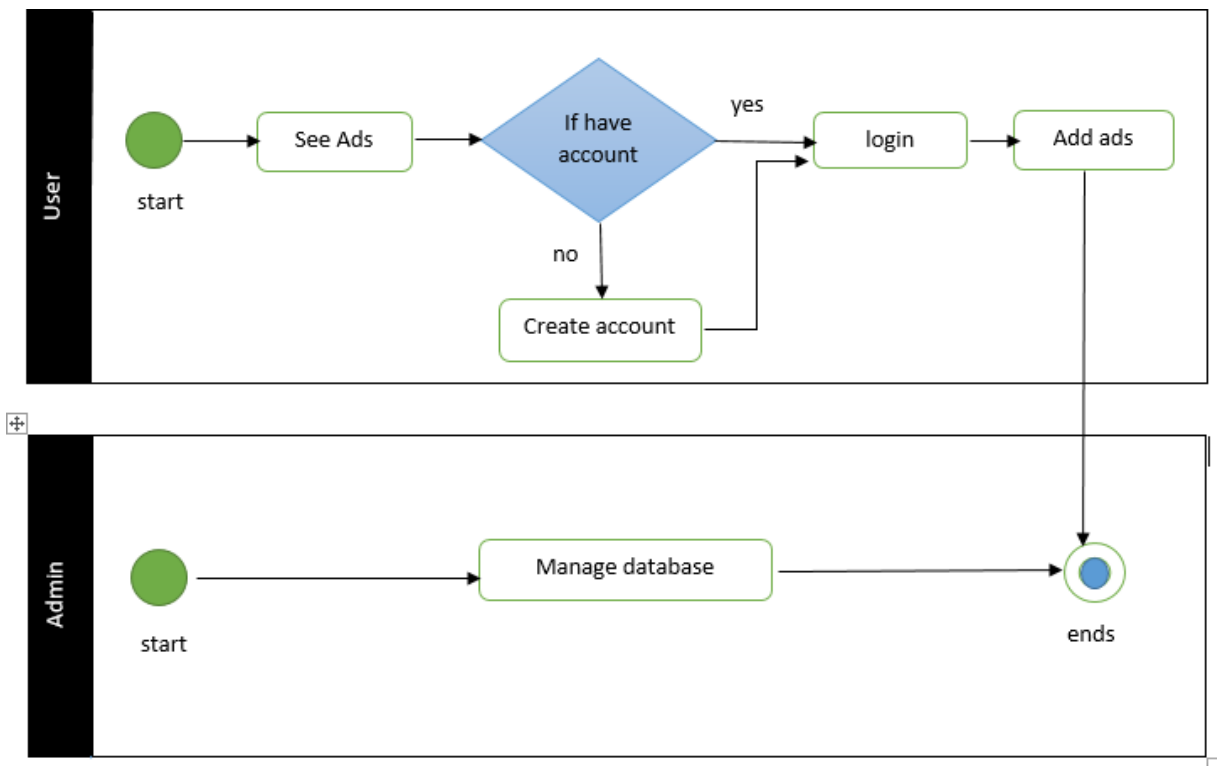 User
start
See Ads
If have
account
yes
no
Create account
login
Add ads
Admin
start
Manage database
ends